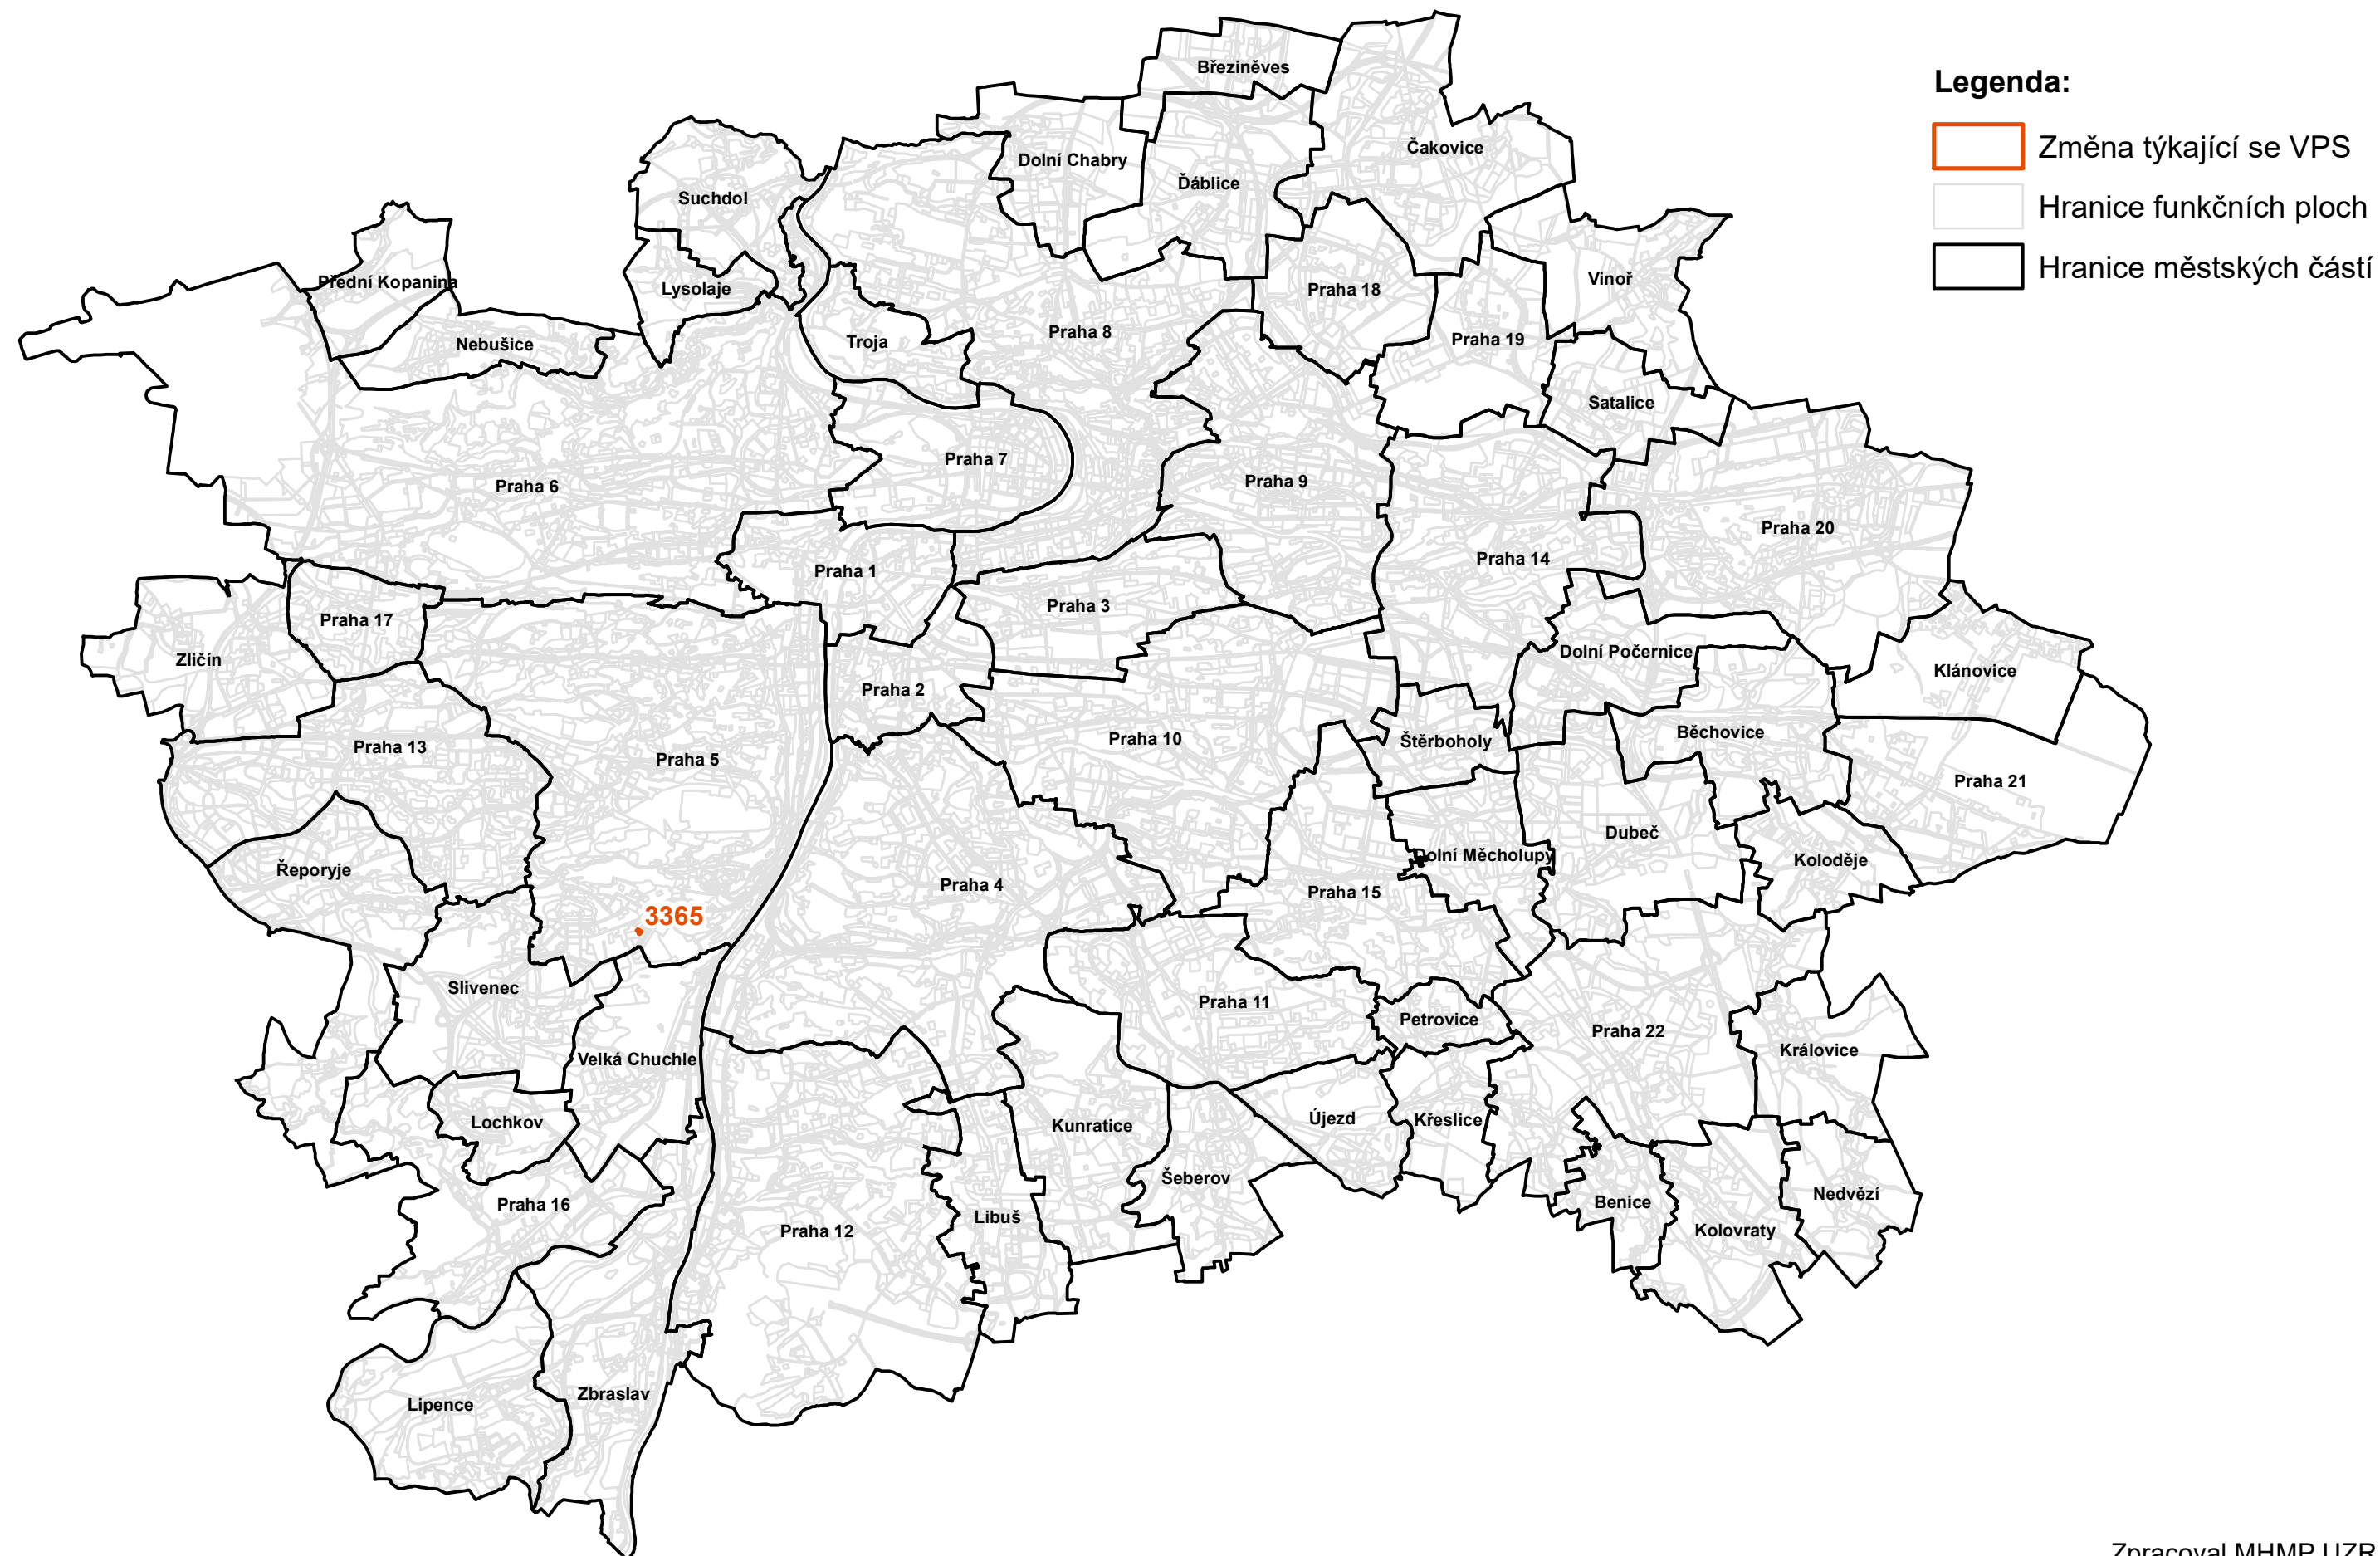 Legenda:
Změna týkající se VPS
Hranice funkčních ploch
Hranice městských částí
Březiněves
Čakovice
Dolní Chabry
Ďáblice
Suchdol
Vinoř
Přední Kopanina
Lysolaje
Praha 18
Nebušice
Troja
Praha 8
Praha 19
Satalice
Praha 7
Praha 6
Praha 9
Praha 20
Praha 14
Praha 1
Praha 3
Praha 17
Zličín
Dolní Počernice
Klánovice
Praha 2
Praha 13
Praha 5
Praha 10
Štěrboholy
Běchovice
Praha 21
Dubeč
Řeporyje
Praha 4
Dolní Měcholupy
Koloděje
Praha 15
3365
Slivenec
Praha 11
Petrovice
Praha 22
Královice
Velká Chuchle
Lochkov
Kunratice
Újezd
Křeslice
Šeberov
Praha 16
Praha 12
Libuš
Benice
Nedvězí
Kolovraty
Lipence
Zbraslav
Zpracoval MHMP UZR